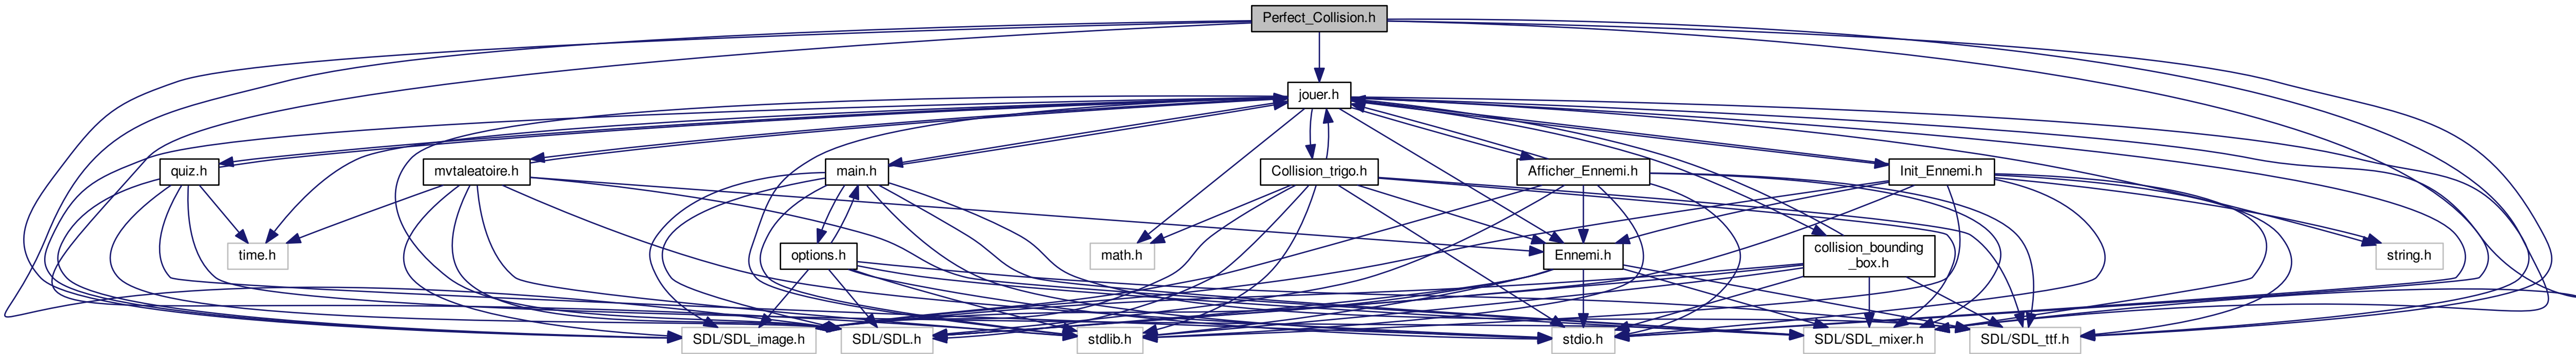 Perfect_Collision.h
jouer.h
quiz.h
mvtaleatoire.h
main.h
Collision_trigo.h
Afficher_Ennemi.h
Init_Ennemi.h
time.h
options.h
math.h
Ennemi.h
collision_bounding
_box.h
string.h
SDL/SDL_image.h
SDL/SDL.h
stdlib.h
stdio.h
SDL/SDL_mixer.h
SDL/SDL_ttf.h